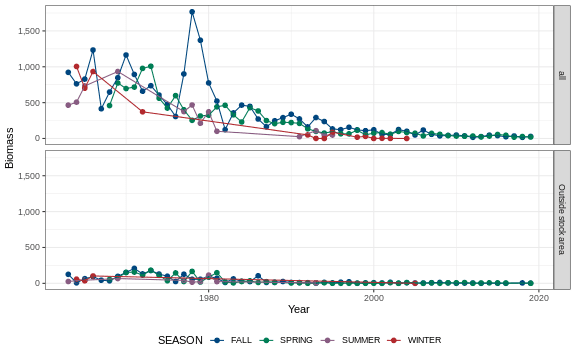 1,500
1,000
500
0
all
Biomass
1,500
1,000
500
0
Outside stock area
1980
2000
2020
Year
SEASON FALL SPRING SUMMER WINTER